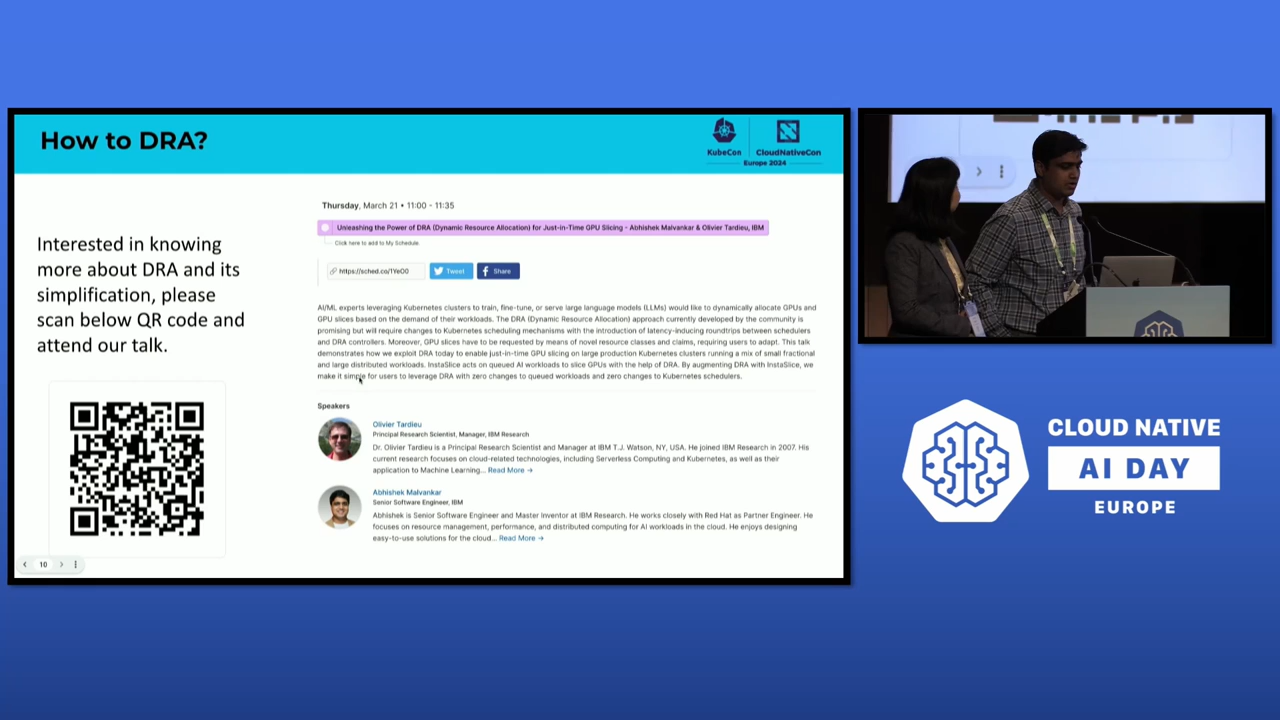 How to DRA?
KubeCon
CloudNativeCon
Europe 2024
Interested in knowing
more about DRA and its
simplification, please
scan below QR code and
attend our talk.
Thursday, March 21 • 11:00 - 11:35
Unleashing the Power of DRA (Dynamic Resource Allocation) for Just-in-Time GPU Slicing - Abhishek Malvankar & Olivier Tardieu, IBM
Click here to add to My Schedule.
https://sched.co/1YeO0
Tweet
Share
AI/ML experts leveraging Kubernetes clusters to train, fine-tune, or serve large language models (LLMs) would like to dynamically allocate GPUs and
GPU slices based on the demand of their workloads. The DRA (Dynamic Resource Allocation) approach currently developed by the community is
promising but will require changes to Kubernetes scheduling mechanisms with the introduction of latency-inducing roundtrips between schedulers
and DRA controllers. Moreover, GPU slices have to be requested by means of novel resource classes and claims, requiring users to adapt. This talk
demonstrates how we exploit DRA today to enable just-in-time GPU slicing on large production Kubernetes clusters running a mix of small fractional
and large distributed workloads. InstaSlice acts on queued AI workloads to slice GPUs with the help of DRA. By augmenting DRA with InstaSlice, we
make it simple for users to leverage DRA with zero changes to queued workloads and zero changes to Kubernetes schedulers.
Speakers
Olivier Tardieu
Principal Research Scientist, Manager, IBM Research
Dr. Olivier Tardieu is a Principal Research Scientist and Manager at IBM T.J. Watson, NY, USA. He joined IBM Research in 2007. His
current research focuses on cloud-related technologies, including Serverless Computing and Kubernetes, as well as their
application to Machine Learning... Read More →
Abhishek Malvankar
Senior Software Engineer, IBM
Abhishek is Senior Software Engineer and Master Inventor at IBM Research. He works closely with Red Hat as Partner Engineer. He
focuses on resource management, performance, and distributed computing for AI workloads in the cloud. He enjoys designing
easy-to-use solutions for the cloud... Read More →
10
CLOUD NATIVE
AI DAY
EUROPE